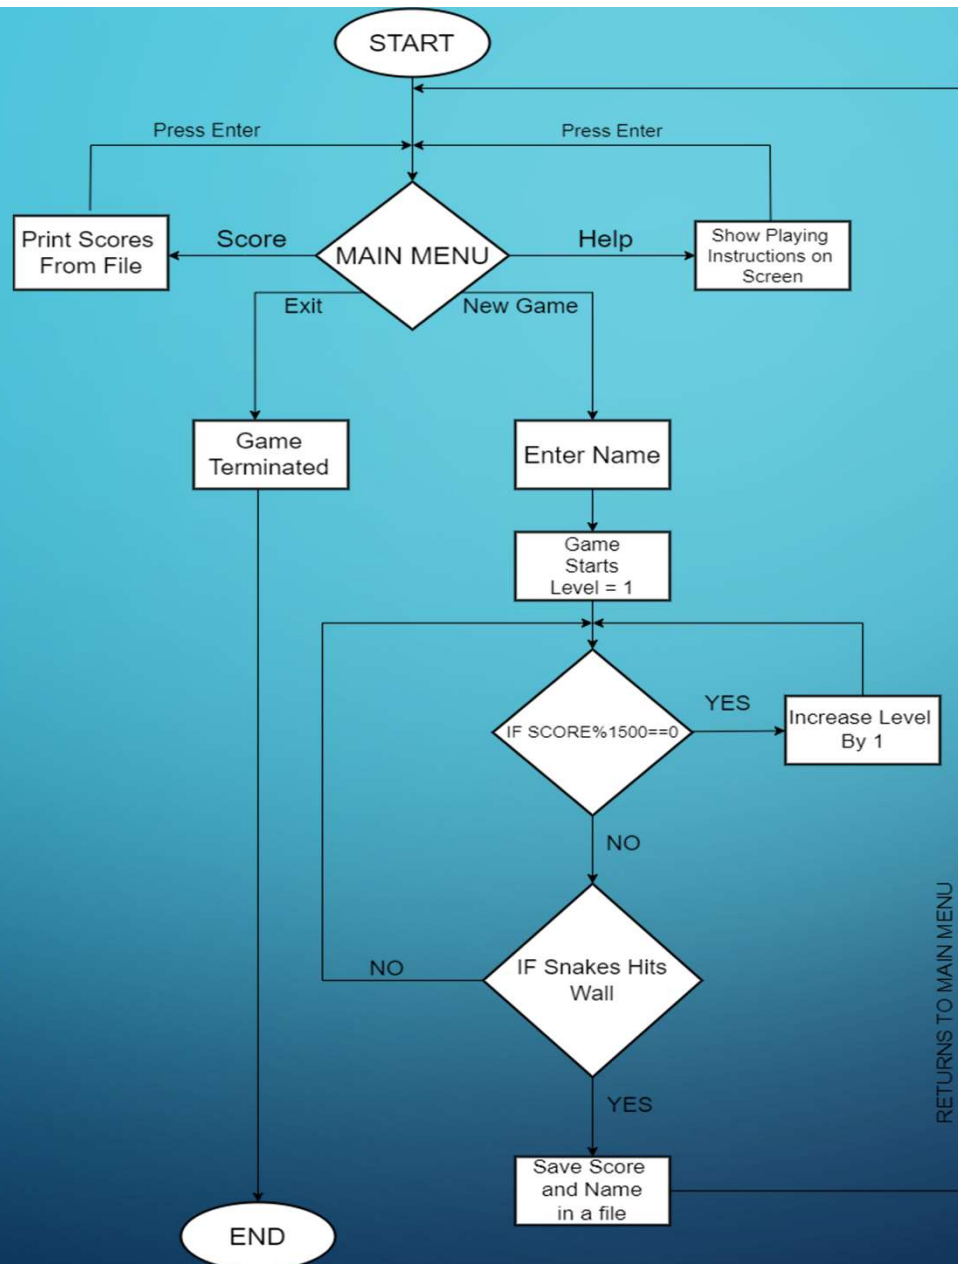 START
Press Enter
Press Enter
Print Scores
From File
Score
MAIN MENU
Help
Show Playing
Instructions on
Screen
Exit
New Game
Game
Terminated
Enter Name
Game
Starts
Level = 1
IF SCORE%1500==0
YES
Increase Level
By 1
NO
IF Snakes Hits
Wall
NO
YES
Save Score
and Name
in a file
RETURNS TO MAIN MENU
END